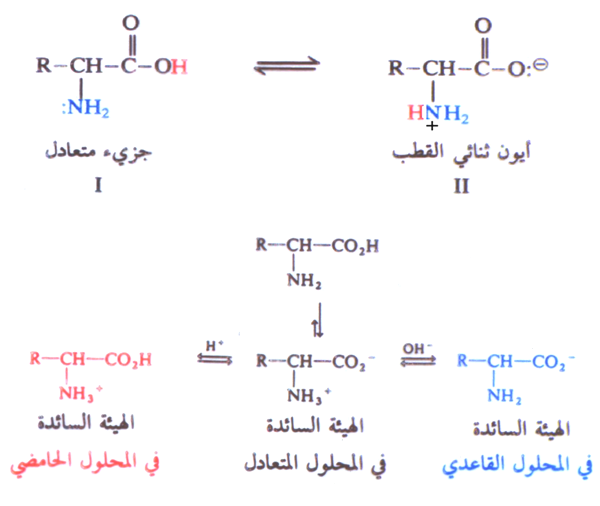 O
R—CH—C—OH
:NH₂
جزيء متعادل
I
O
R—CH—C—O:⊖
HNH₂
+
أيون ثنائي القطب
II
R—CH—CO₂H
NH₂
R—CH—CO₂H
NH₃⁺
الهيئة السائدة
في المحلول الحامضي
H⁺
R—CH—CO₂⁻
NH₃⁺
الهيئة السائدة
في المحلول المتعادل
OH⁻
R—CH—CO₂⁻
NH₂
الهيئة السائدة
في المحلول القاعدي